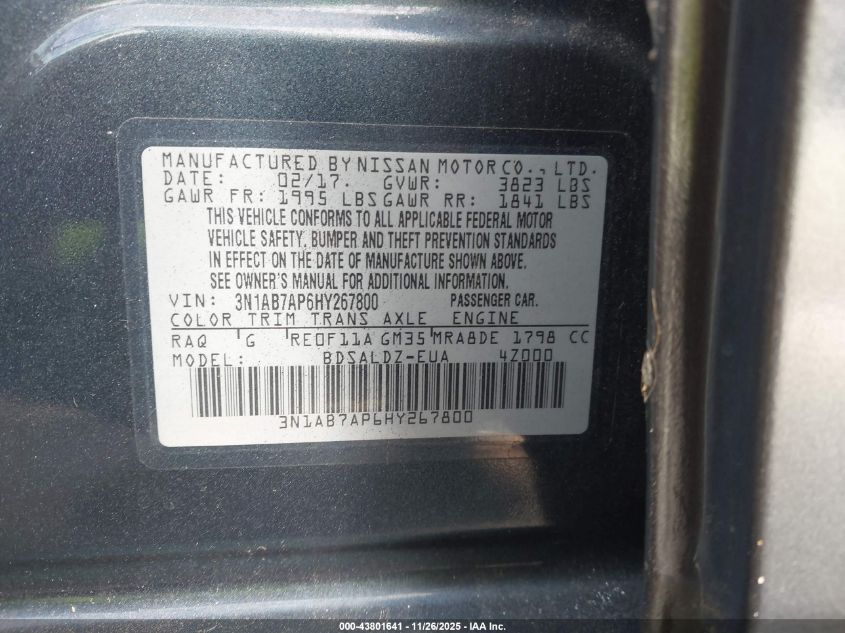 MANUFACTURED BY NISSAN MOTOR CO., LTD.
DATE: 02/17. GVWR: 3823 LBS
GAWR FR: 1995 LBS GAWR RR: 1841 LBS
THIS VEHICLE CONFORMS TO ALL APPLICABLE FEDERAL MOTOR
VEHICLE SAFETY, BUMPER AND THEFT PREVENTION STANDARDS
IN EFFECT ON THE DATE OF MANUFACTURE SHOWN ABOVE.
SEE OWNER'S MANUAL FOR ADDITIONAL INFORMATION.
VIN: 3N1AB7AP6HY267800 PASSENGER CAR.
COLOR TRIM TRANS AXLE ENGINE
RAQ G RE0F11A GM35 MRA8DE 1798 CC
MODEL: BDSALDZ-EUA 4Z000
3N1AB7AP6HY267800
000-43801641 - 11/26/2025 - IAA Inc.